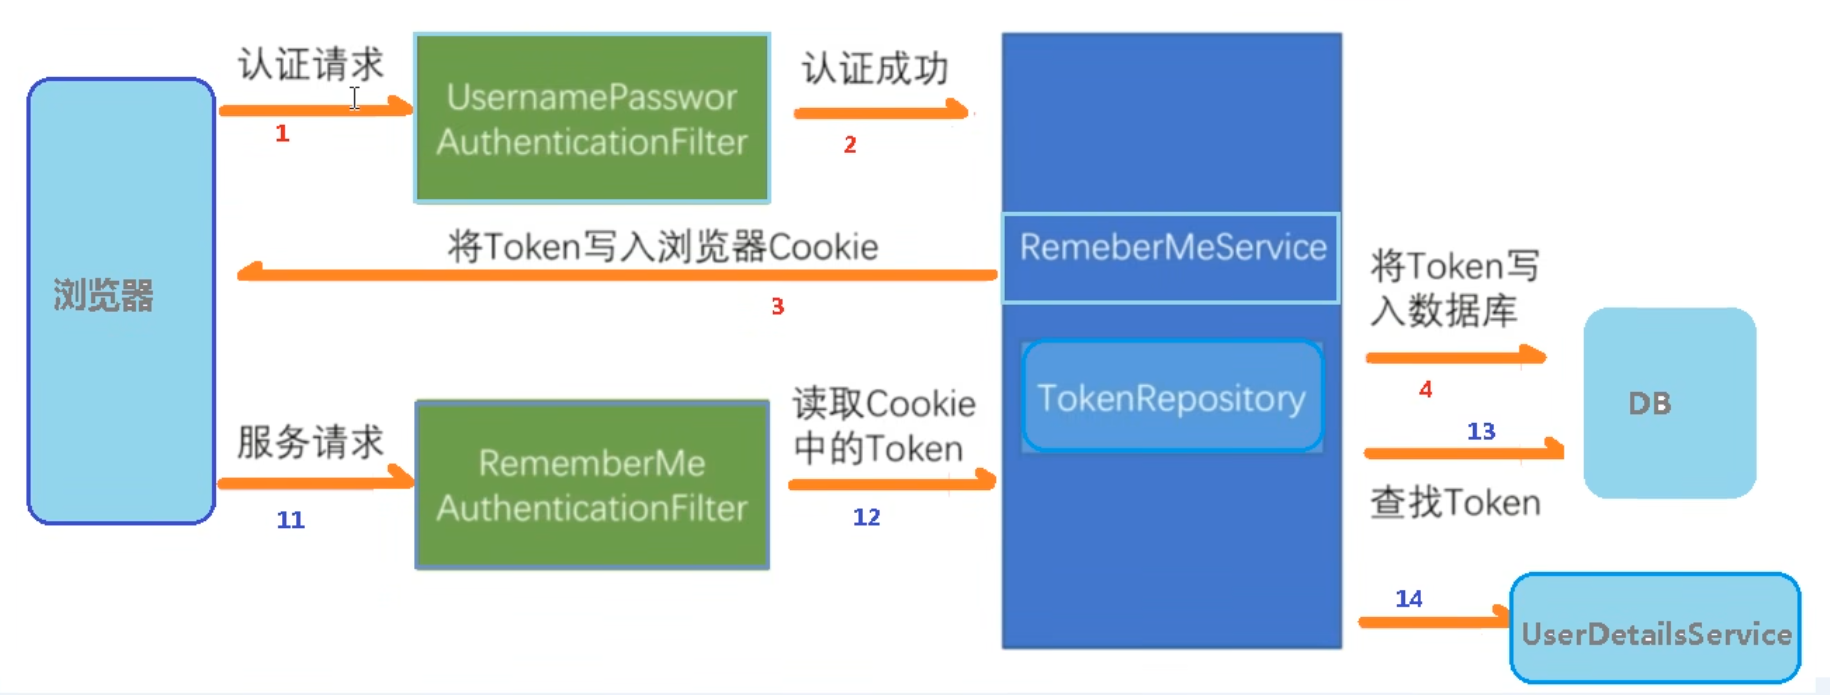 认证请求
1
UsernamePasswor
AuthenticationFilter
认证成功
2
将Token写入浏览器Cookie
3
RemeberMeService
浏览器
将Token写
入数据库
4
TokenRepository
DB
服务请求
11
RememberMe
AuthenticationFilter
读取Cookie
中的Token
12
13
查找Token
14
UserDetailsService